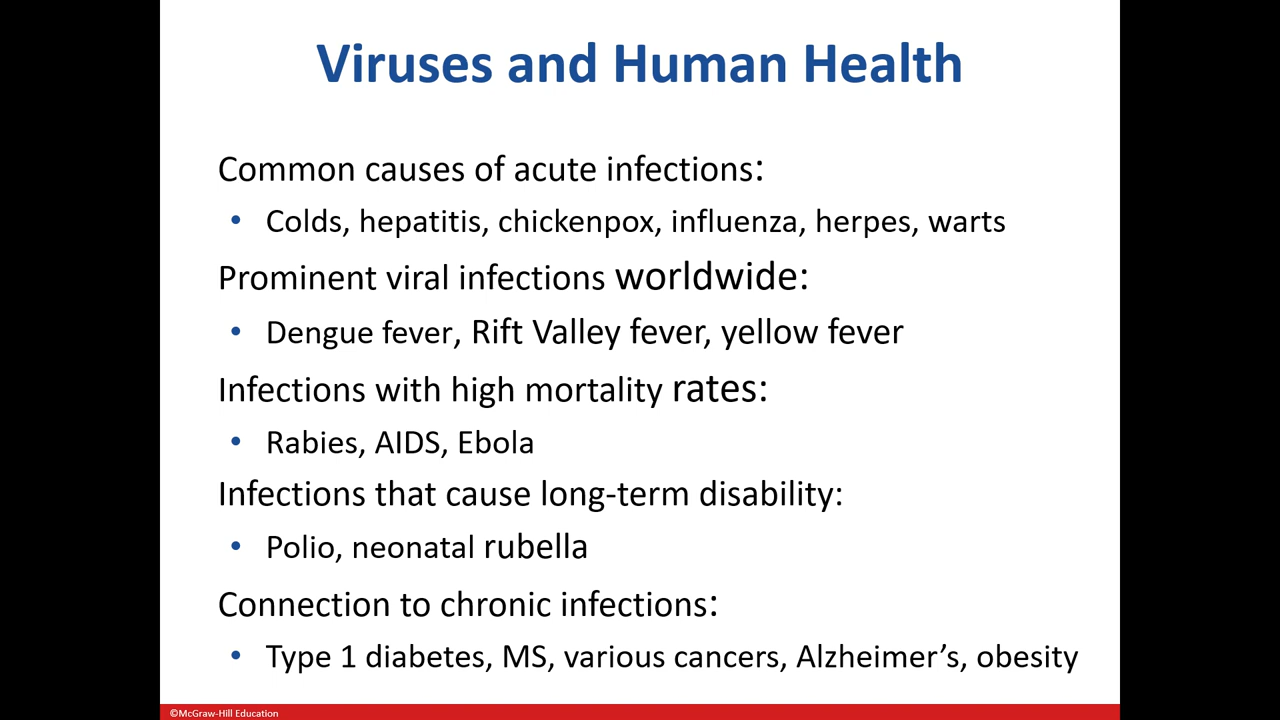 Viruses and Human Health
Common causes of acute infections:
• Colds, hepatitis, chickenpox, influenza, herpes, warts
Prominent viral infections worldwide:
• Dengue fever, Rift Valley fever, yellow fever
Infections with high mortality rates:
• Rabies, AIDS, Ebola
Infections that cause long-term disability:
• Polio, neonatal rubella
Connection to chronic infections:
• Type 1 diabetes, MS, various cancers, Alzheimer’s, obesity
©McGraw-Hill Education